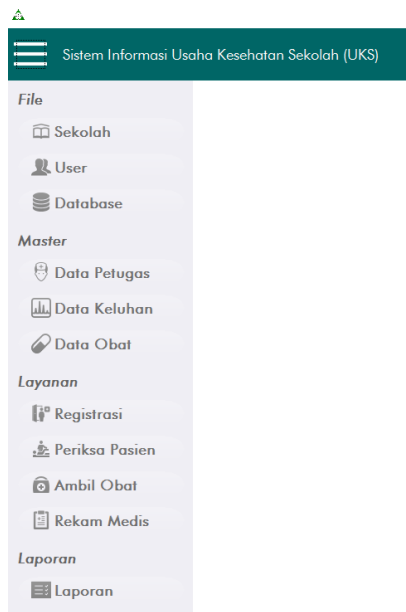 Sistem Informasi Usaha Kesehatan Sekolah (UKS)
File
Sekolah
User
Database
Master
Data Petugas
Data Keluhan
Data Obat
Layanan
Registrasi
Periksa Pasien
Ambil Obat
Rekam Medis
Laporan
Laporan